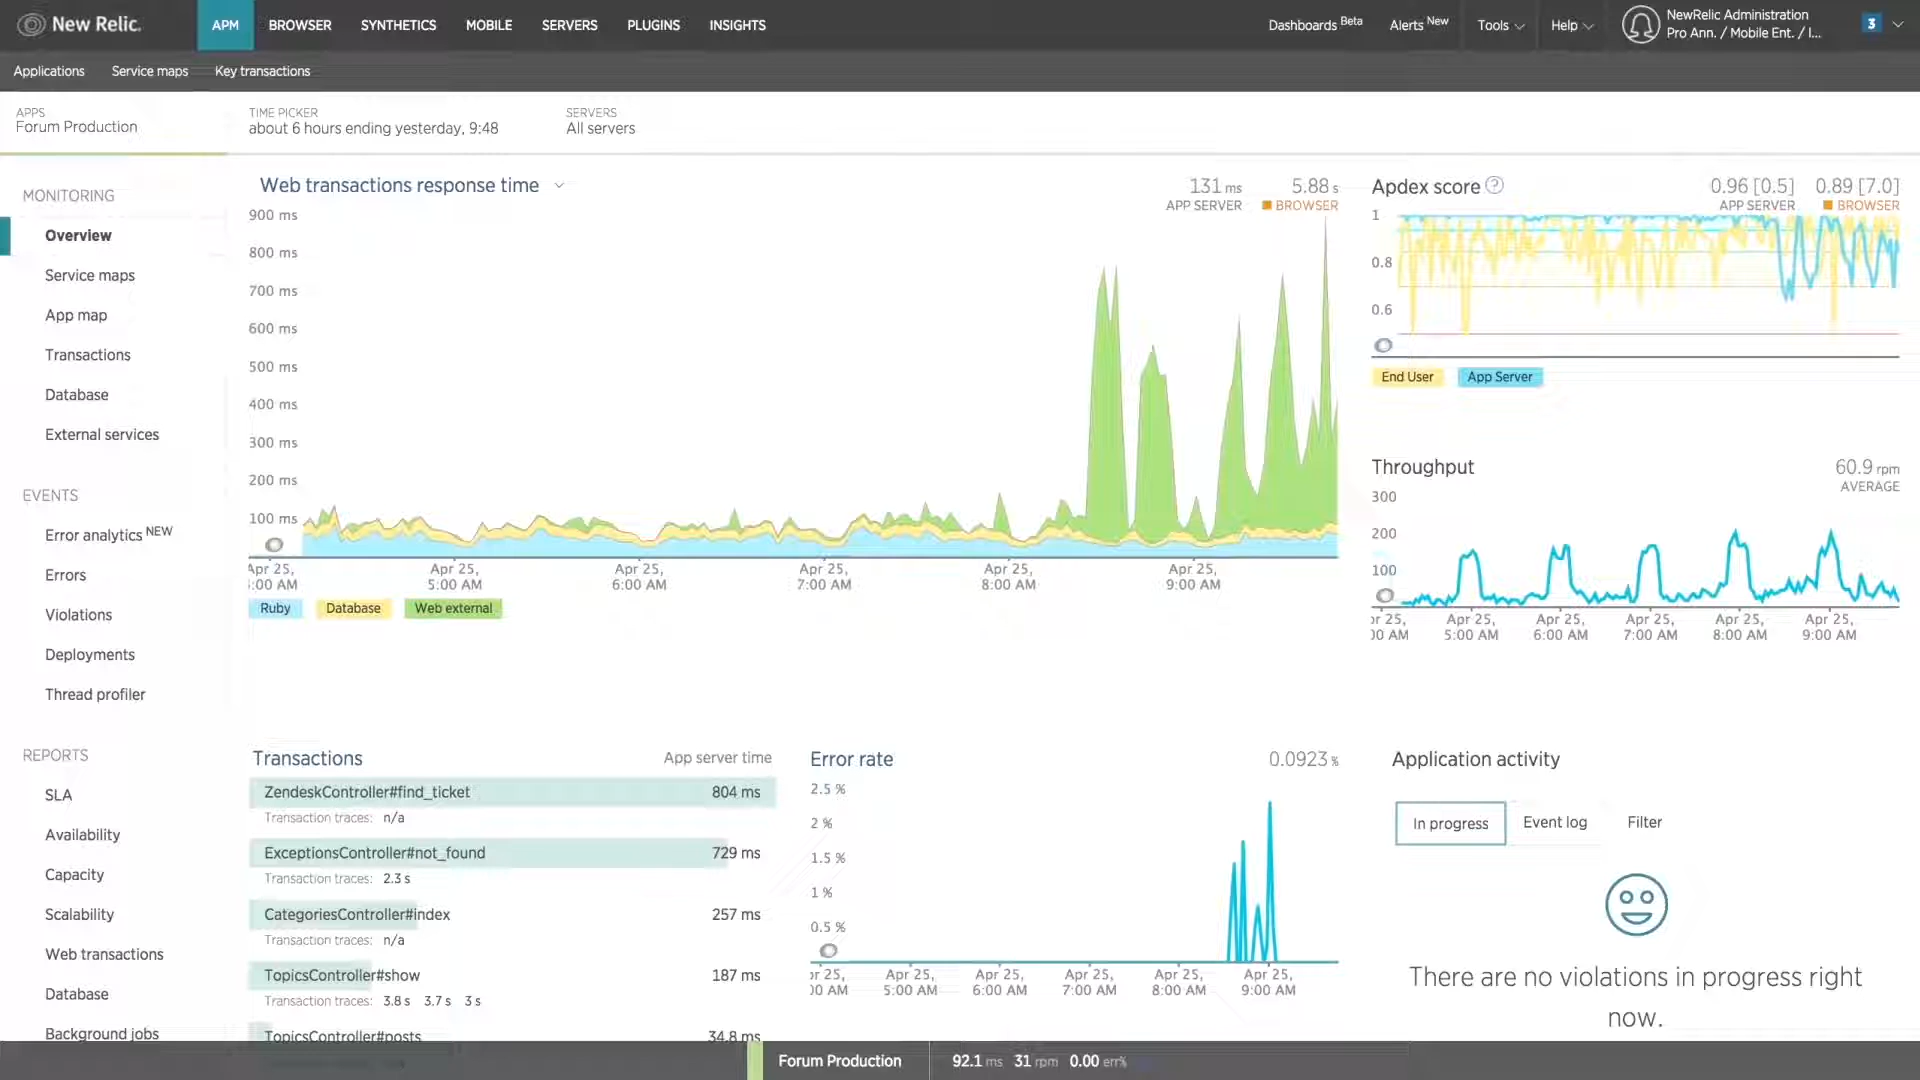 New Relic.
APM BROWSER SYNTHETICS MOBILE SERVERS PLUGINS INSIGHTS
Dashboards Beta Alerts New Tools Help
NewRelic Administration
Pro Ann. / Mobile Ent. / I...
3
Applications Service maps Key transactions
APPS
Forum Production
TIME PICKER
about 6 hours ending yesterday, 9:48
SERVERS
All servers
MONITORING
Overview
Service maps
App map
Transactions
Database
External services
EVENTS
Error analytics NEW
Errors
Violations
Deployments
Thread profiler
REPORTS
SLA
Availability
Capacity
Scalability
Web transactions
Database
Background jobs
Web transactions response time
131 ms 5.88 s
APP SERVER BROWSER
900 ms
800 ms
700 ms
600 ms
500 ms
400 ms
300 ms
200 ms
100 ms
Apr 25, Apr 25, Apr 25, Apr 25, Apr 25, Apr 25,
:00 AM 5:00 AM 6:00 AM 7:00 AM 8:00 AM 9:00 AM
Ruby Database Web external
Apdex score ?
0.96 [0.5] 0.89 [7.0]
APP SERVER BROWSER
1
0.8
0.6
End User App Server
Throughput
60.9 rpm
AVERAGE
300
200
100
or 25, Apr 25, Apr 25, Apr 25, Apr 25, Apr 25,
00 AM 5:00 AM 6:00 AM 7:00 AM 8:00 AM 9:00 AM
Transactions App server time
ZendeskController#find_ticket 804 ms
Transaction traces: n/a
ExceptionsController#not_found 729 ms
Transaction traces: 2.3 s
CategoriesController#index 257 ms
Transaction traces: n/a
TopicsController#show 187 ms
Transaction traces: 3.8 s 3.7 s 3 s
TopicsController#posts 34.8 ms
Error rate 0.0923 %
2.5 %
2 %
1.5 %
1 %
0.5 %
or 25, Apr 25, Apr 25, Apr 25, Apr 25, Apr 25,
00 AM 5:00 AM 6:00 AM 7:00 AM 8:00 AM 9:00 AM
Application activity
In progress Event log Filter
There are no violations in progress right
now.
Forum Production 92.1 ms 31 rpm 0.00 err%